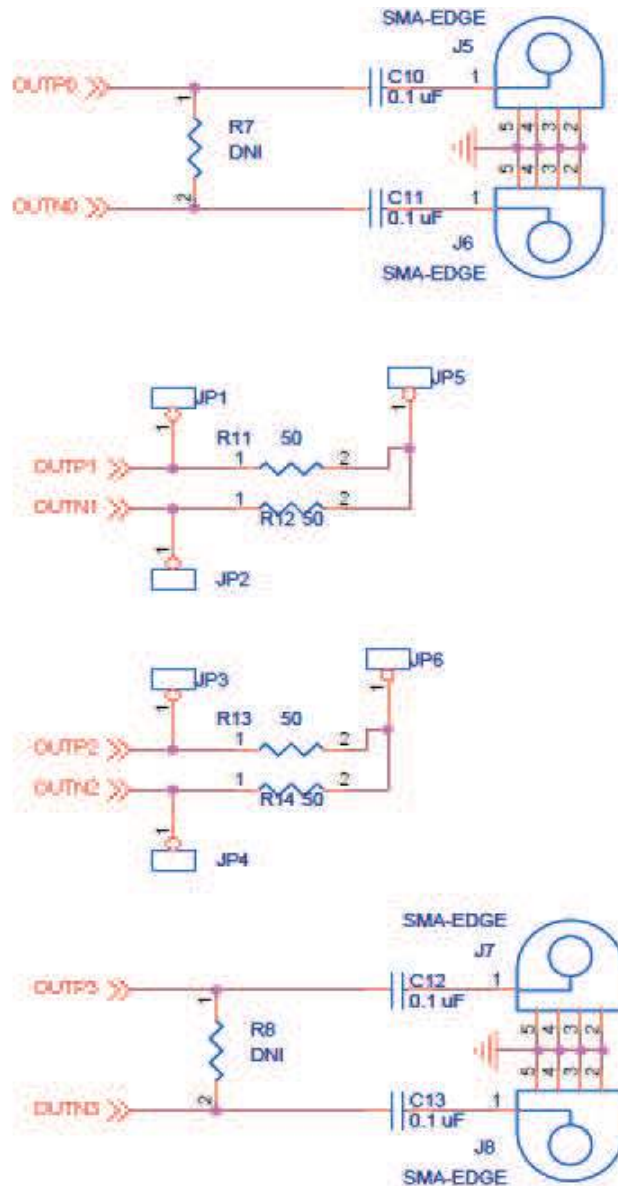 SMA-EDGE
J5
OUTP0
1
C10
0.1 uF
1
R7
DNI
5 4 3 2
5 4 3 2
2
OUTN0
C11
0.1 uF
1
J6
SMA-EDGE
JP1
JP5
1
1
R11 50
OUTP1
1 2
OUTN1
1 2
R12 50
1
JP2
JP3
JP6
1
1
R13 50
OUTP2
1 2
OUTN2
1 2
R14 50
1
JP4
SMA-EDGE
J7
OUTP3
1
C12
0.1 uF
1
R8
DNI
5 4 3 2
5 4 3 2
2
OUTN3
C13
0.1 uF
1
J8
SMA-EDGE